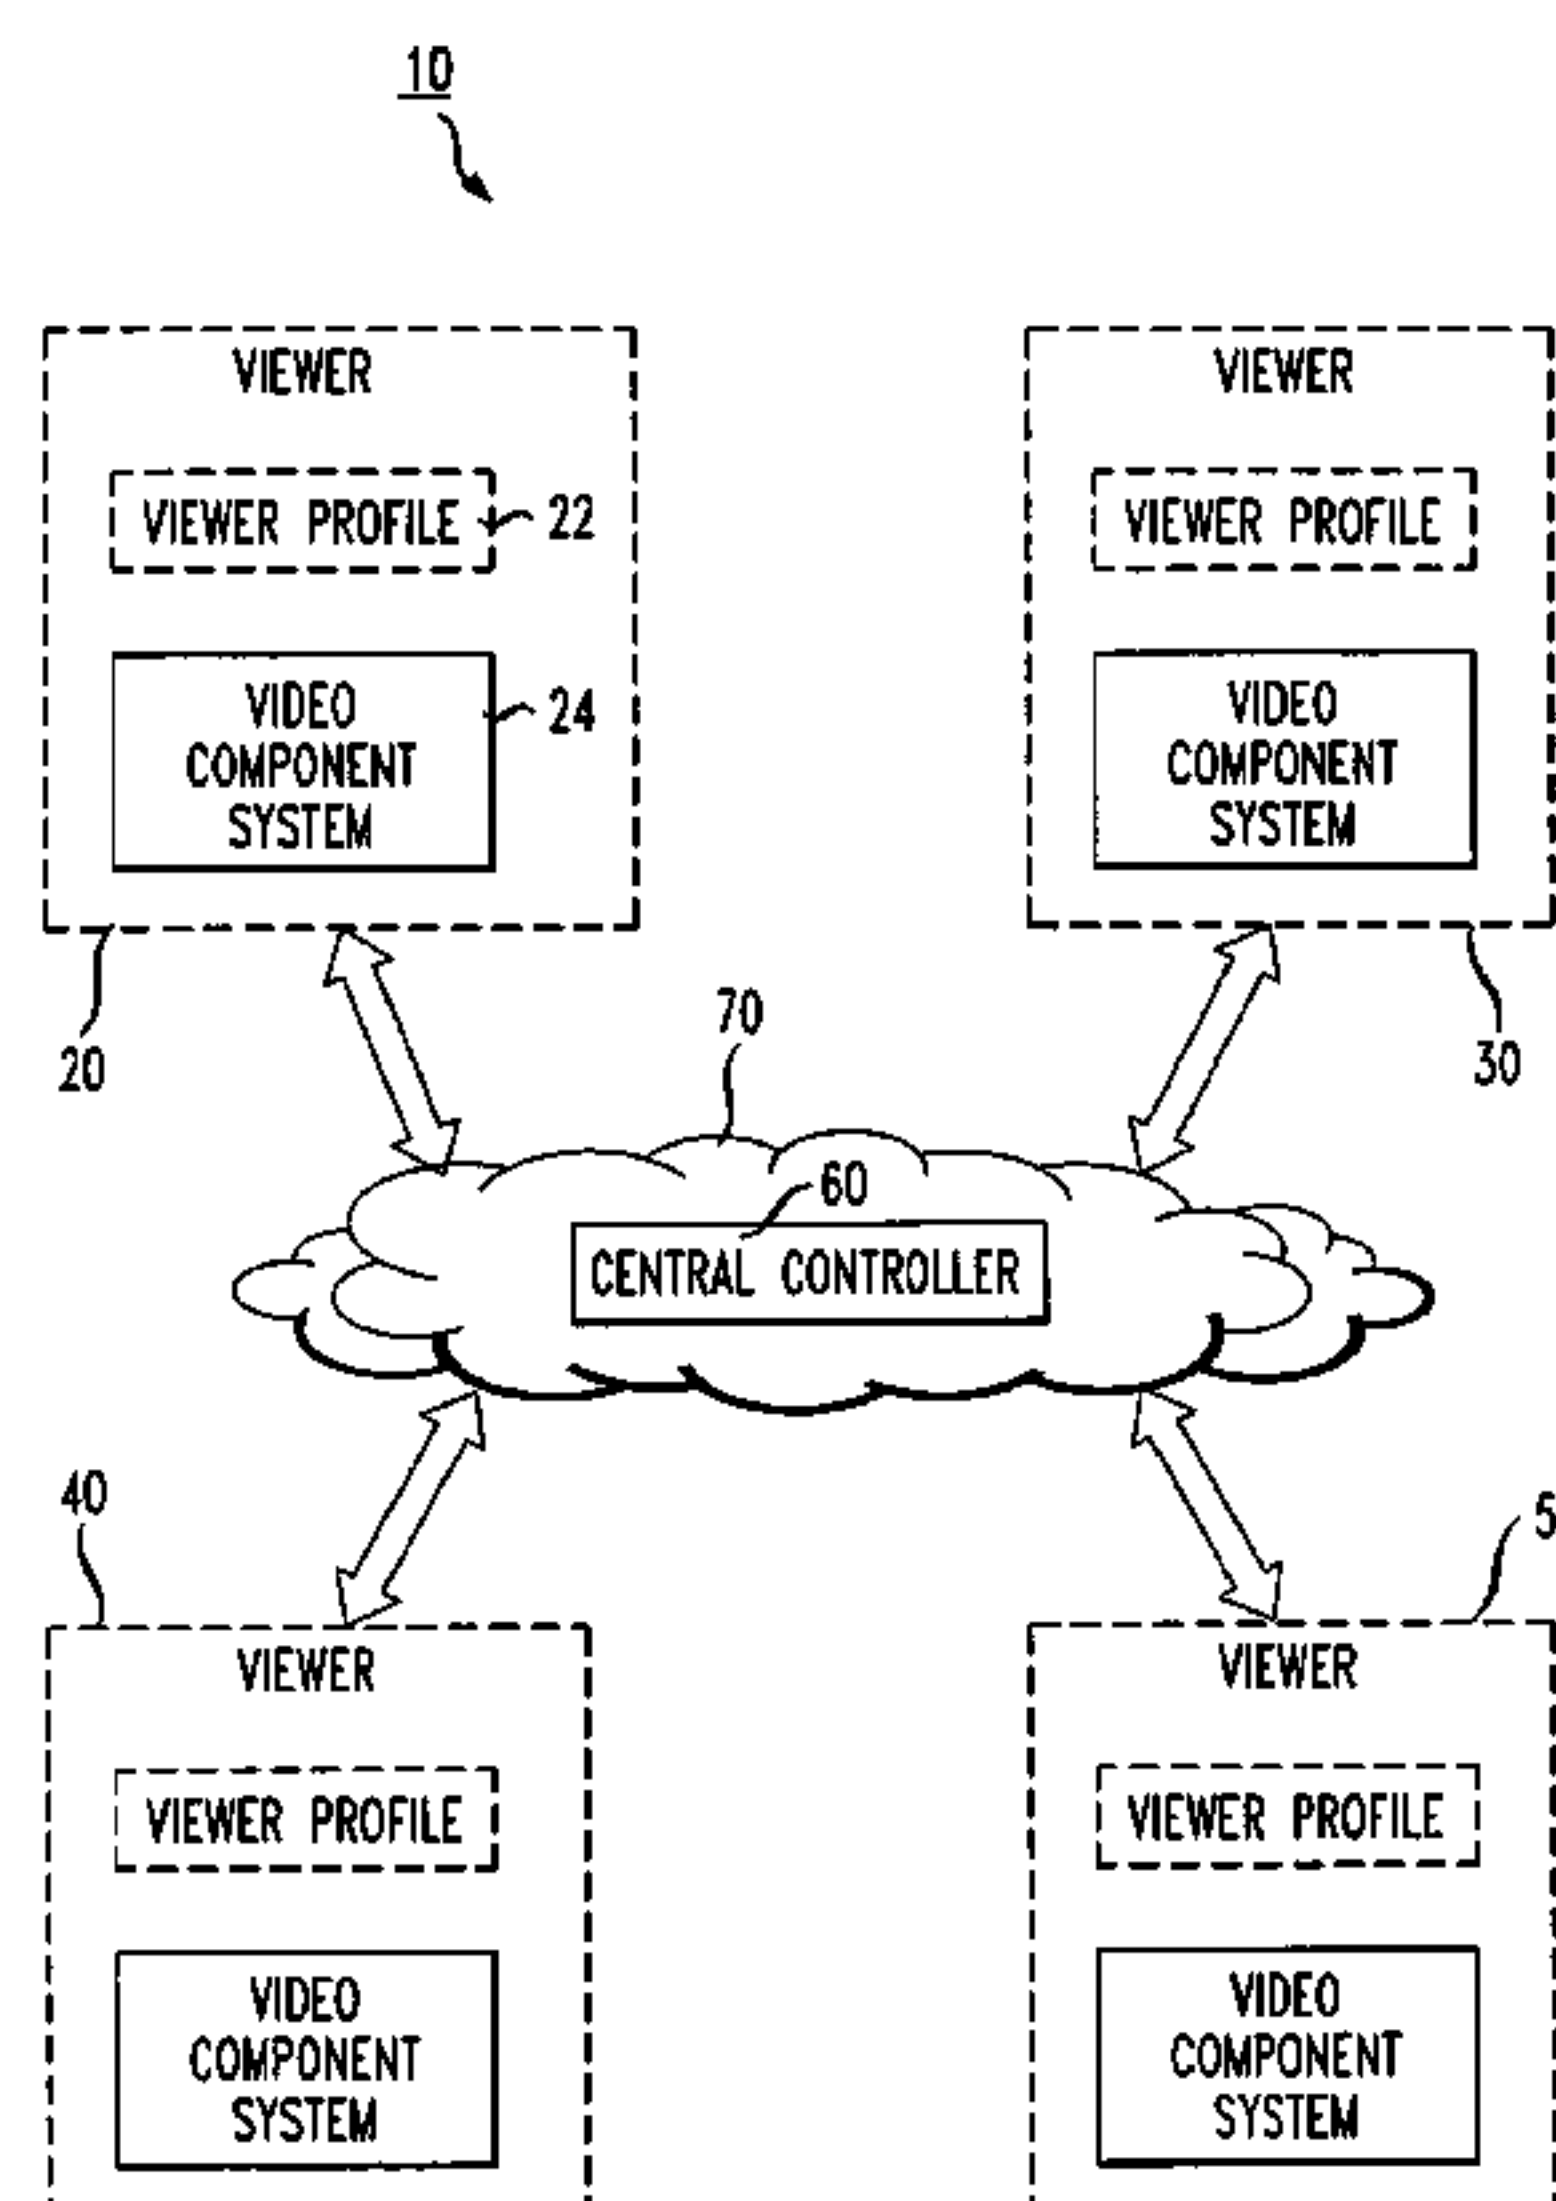 10
VIEWER
VIEWER PROFILE
22
VIDEO
COMPONENT
SYSTEM
24
20
VIEWER
VIEWER PROFILE
VIDEO
COMPONENT
SYSTEM
30
70
60
CENTRAL CONTROLLER
40
VIEWER
VIEWER PROFILE
VIDEO
COMPONENT
SYSTEM
5
VIEWER
VIEWER PROFILE
VIDEO
COMPONENT
SYSTEM